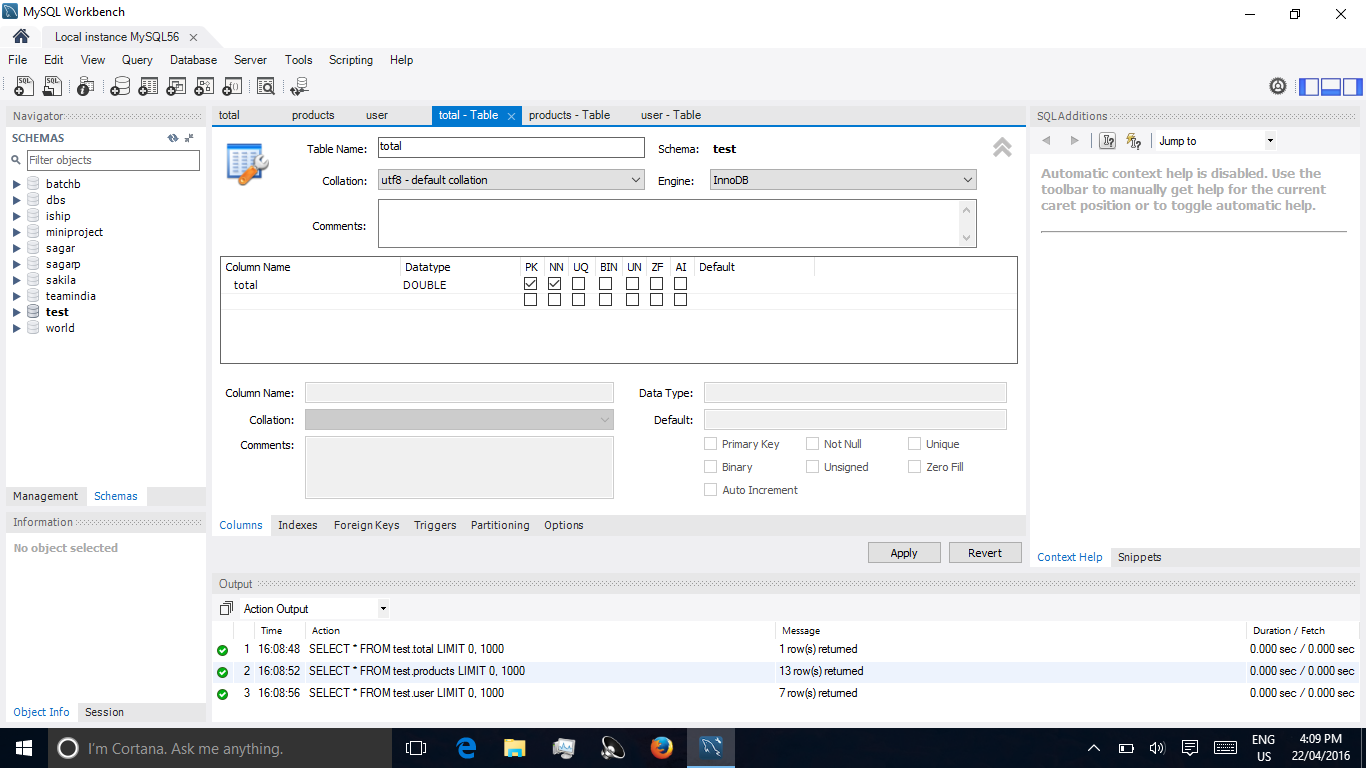 MySQL Workbench
Local instance MySQL56
File Edit View Query Database Server Tools Scripting Help
Navigator
SCHEMAS
Filter objects
batchb
dbs
iship
miniproject
sagar
sagarp
sakila
teamindia
test
world
Management Schemas
Information
No object selected
Object Info Session
total products user total - Table products - Table user - Table
Table Name: total Schema: test
Collation: utf8 - default collation Engine: InnoDB
Comments:
Column Name Datatype PK NN UQ BIN UN ZF AI Default
total DOUBLE
Column Name: Data Type:
Collation: Default:
Comments: Primary Key Not Null Unique
Binary Unsigned Zero Fill
Auto Increment
Columns Indexes Foreign Keys Triggers Partitioning Options
Apply Revert
SQLAdditions
Jump to
Automatic context help is disabled. Use the
toolbar to manually get help for the current
caret position or to toggle automatic help.
Context Help Snippets
Output
Action Output
Time Action Message Duration / Fetch
1 16:08:48 SELECT * FROM test.total LIMIT 0, 1000 1 row(s) returned 0.000 sec / 0.000 sec
2 16:08:52 SELECT * FROM test.products LIMIT 0, 1000 13 row(s) returned 0.000 sec / 0.000 sec
3 16:08:56 SELECT * FROM test.user LIMIT 0, 1000 7 row(s) returned 0.000 sec / 0.000 sec
I'm Cortana. Ask me anything.
ENG
US
4:09 PM
22/04/2016